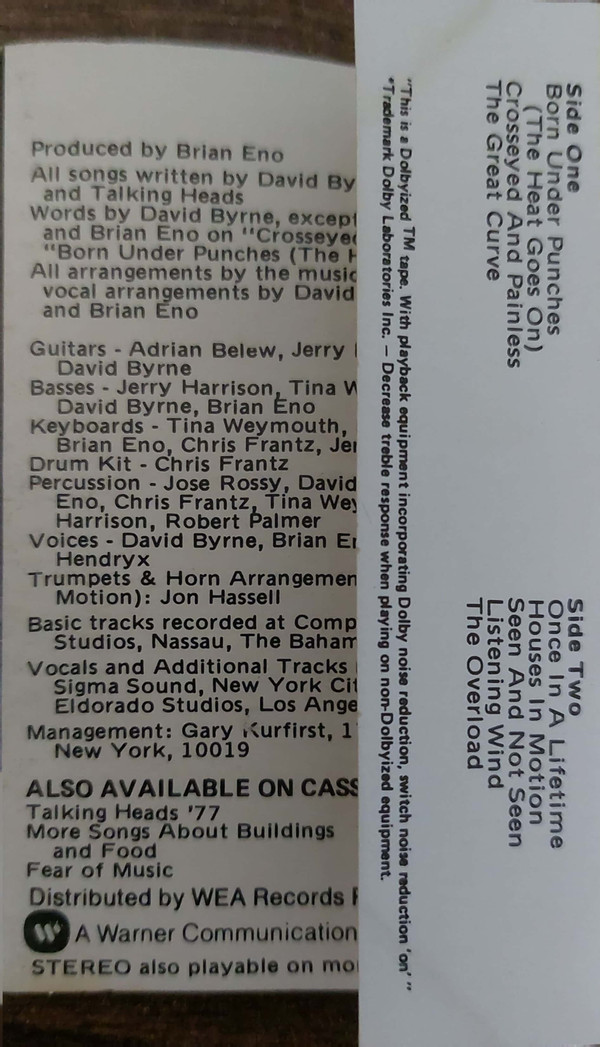 Produced by Brian Eno
All songs written by David By
and Talking Heads
Words by David Byrne, except
and Brian Eno on "Crosseyed
"Born Under Punches (The H
All arrangements by the music
vocal arrangements by David
and Brian Eno
Guitars - Adrian Belew, Jerry
David Byrne
Basses - Jerry Harrison, Tina W
David Byrne, Brian Eno
Keyboards - Tina Weymouth,
Brian Eno, Chris Frantz, Jer
Drum Kit - Chris Frantz
Percussion - Jose Rossy, David
Eno, Chris Frantz, Tina Wey
Harrison, Robert Palmer
Voices - David Byrne, Brian En
Hendryx
Trumpets & Horn Arrangemen
Motion): Jon Hassell
Basic tracks recorded at Comp
Studios, Nassau, The Baham
Vocals and Additional Tracks
Sigma Sound, New York Cit
Eldorado Studios, Los Ange
Management: Gary Kurfirst, 1
New York, 10019
ALSO AVAILABLE ON CASS
Talking Heads '77
More Songs About Buildings
and Food
Fear of Music
Distributed by WEA Records
A Warner Communication
STEREO also playable on mo
Side One
Born Under Punches
(The Heat Goes On)
Crosseyed And Painless
The Great Curve
Side Two
Once In A Lifetime
Houses In Motion
Seen And Not Seen
Listening Wind
The Overload
"This is a Dolbyized TM tape. With playback equipment incorporating Dolby noise reduction, switch noise reduction 'on' "
*Trademark Dolby Laboratories Inc. — Decrease treble response when playing on non-Dolbyized equipment.